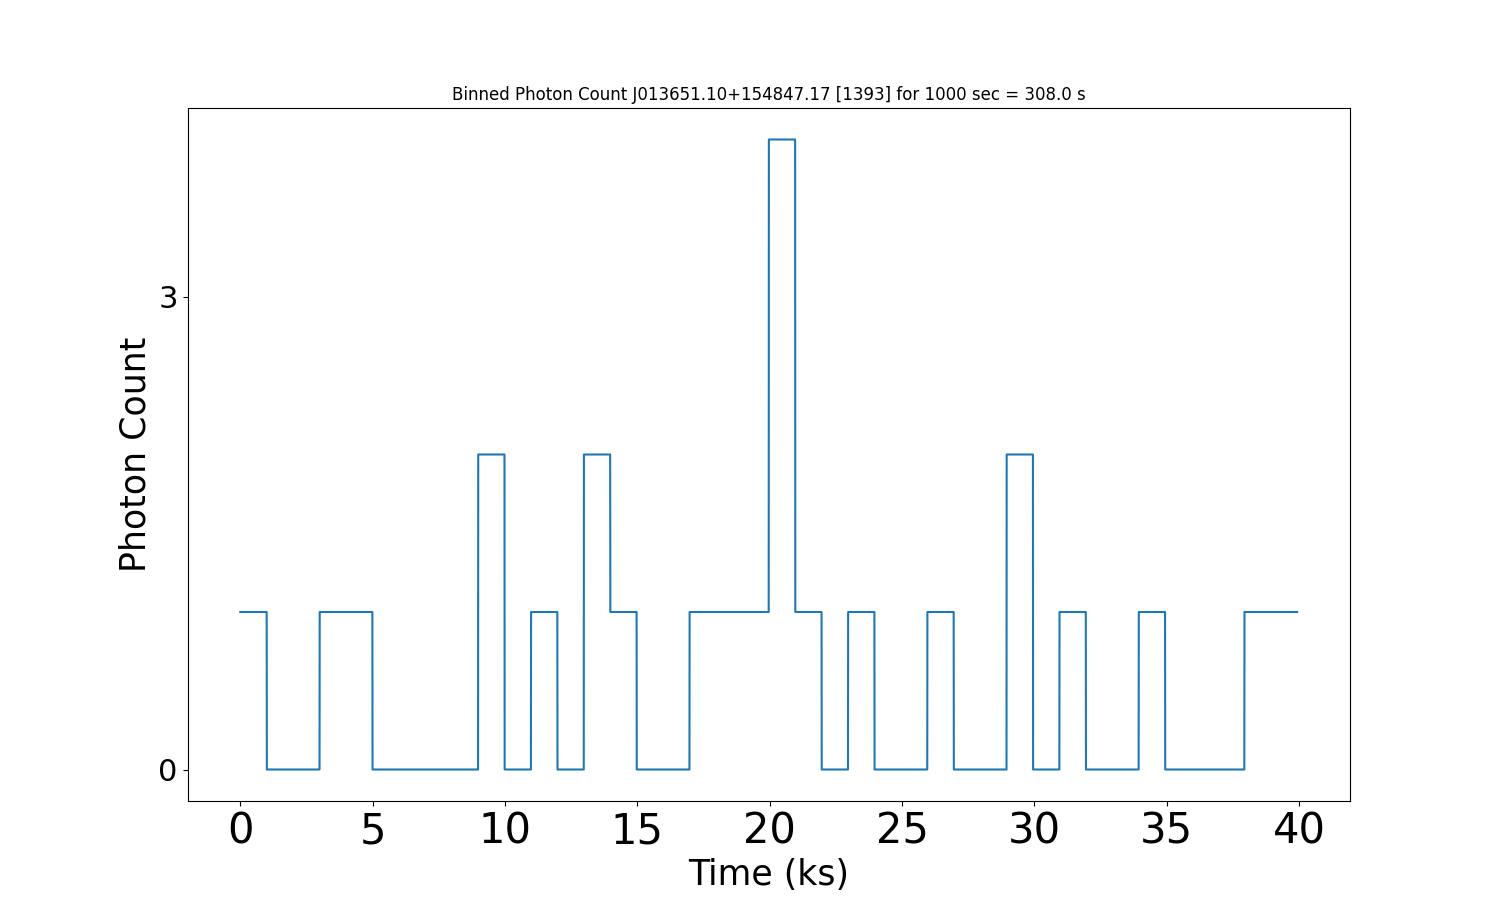 Binned Photon Count J013651.10+154847.17 [1393] for 1000 sec = 308.0 s
3
Photon Count
0
0 5 10 15 20 25 30 35 40
Time (ks)